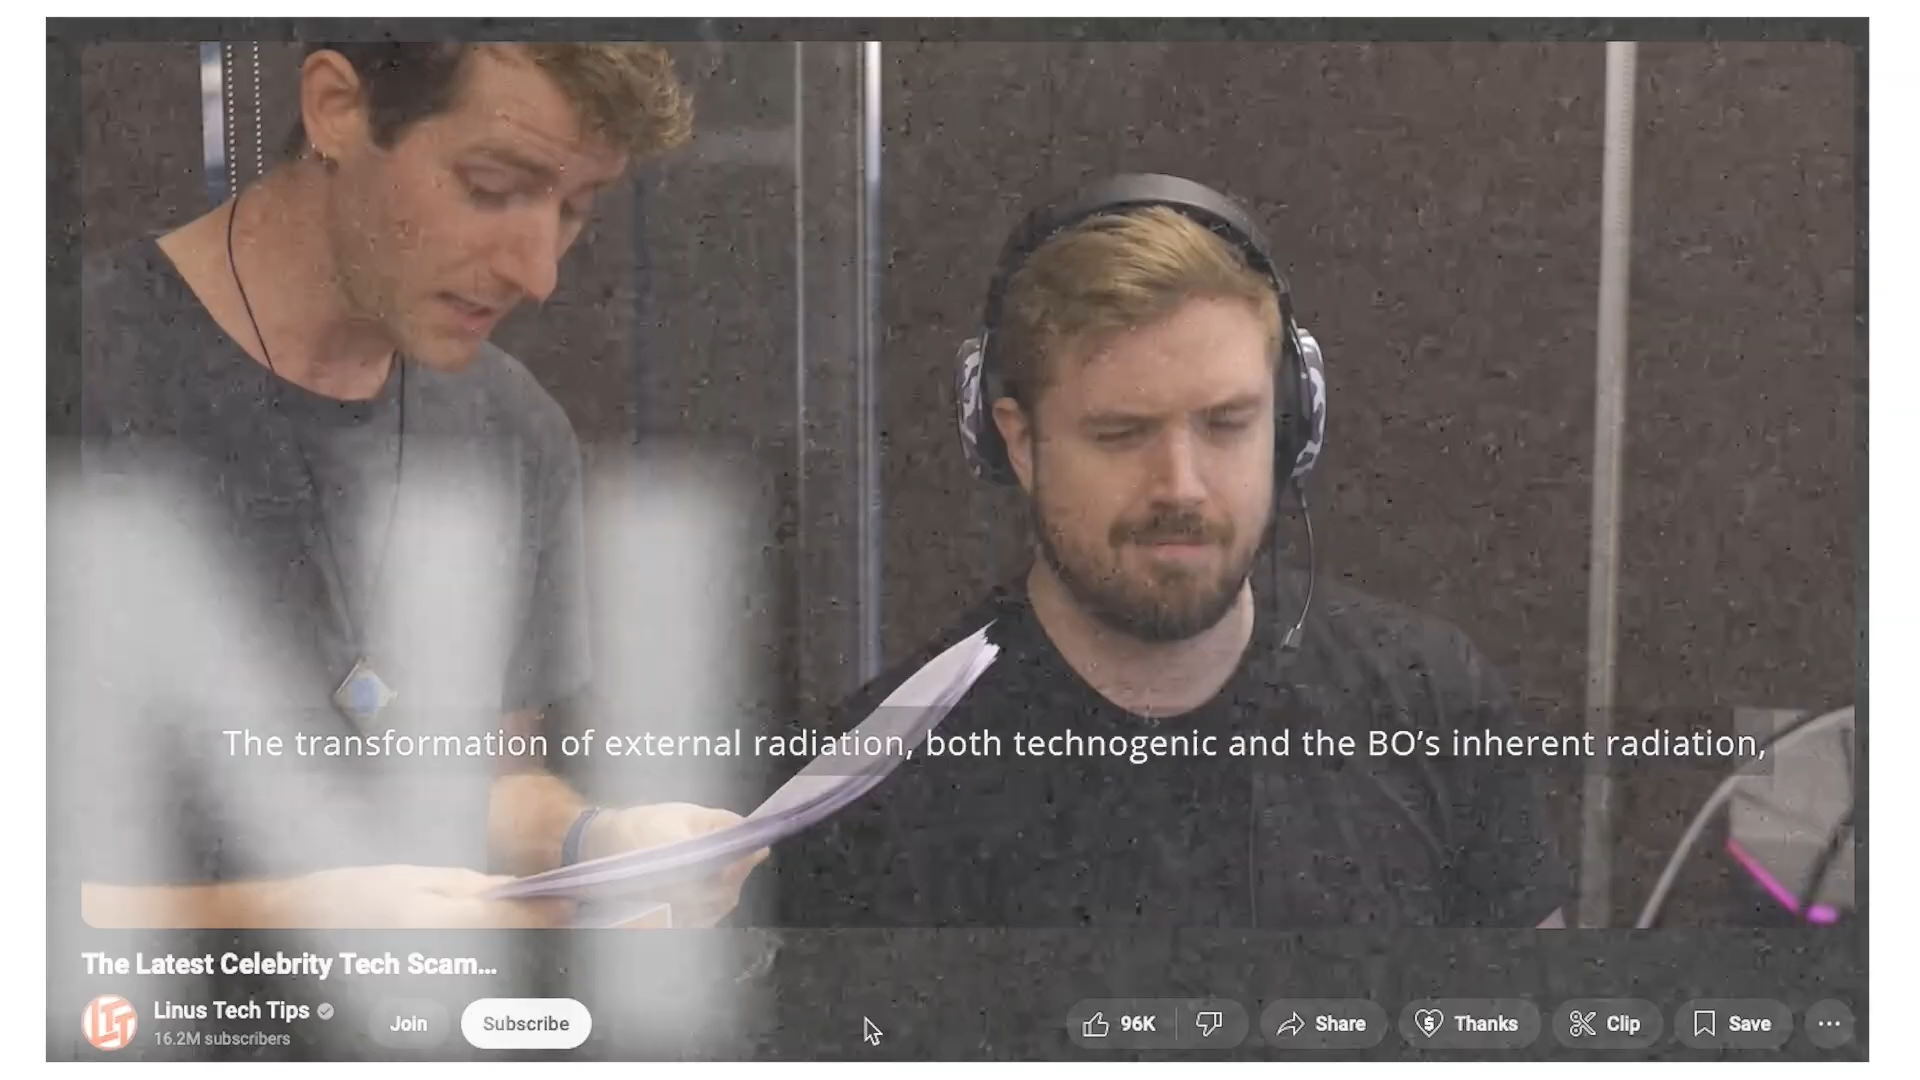 The transformation of external radiation, both technogenic and the BO’s inherent radiation,
The Latest Celebrity Tech Scam...
LTT
Linus Tech Tips
16.2M subscribers
Join
Subscribe
96K
Share
Thanks
Clip
Save